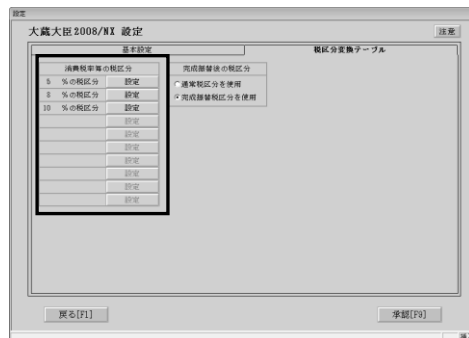 設定
大蔵大臣2008/NX 設定
注意
基本設定
税区分変換テーブル
消費税率毎の税区分
5 %の税区分 設定
8 %の税区分 設定
10 %の税区分 設定
設定
設定
設定
設定
設定
設定
設定
完成振替後の税区分
通常税区分を使用
完成振替税区分を使用
戻る[F1]
承認[F9]